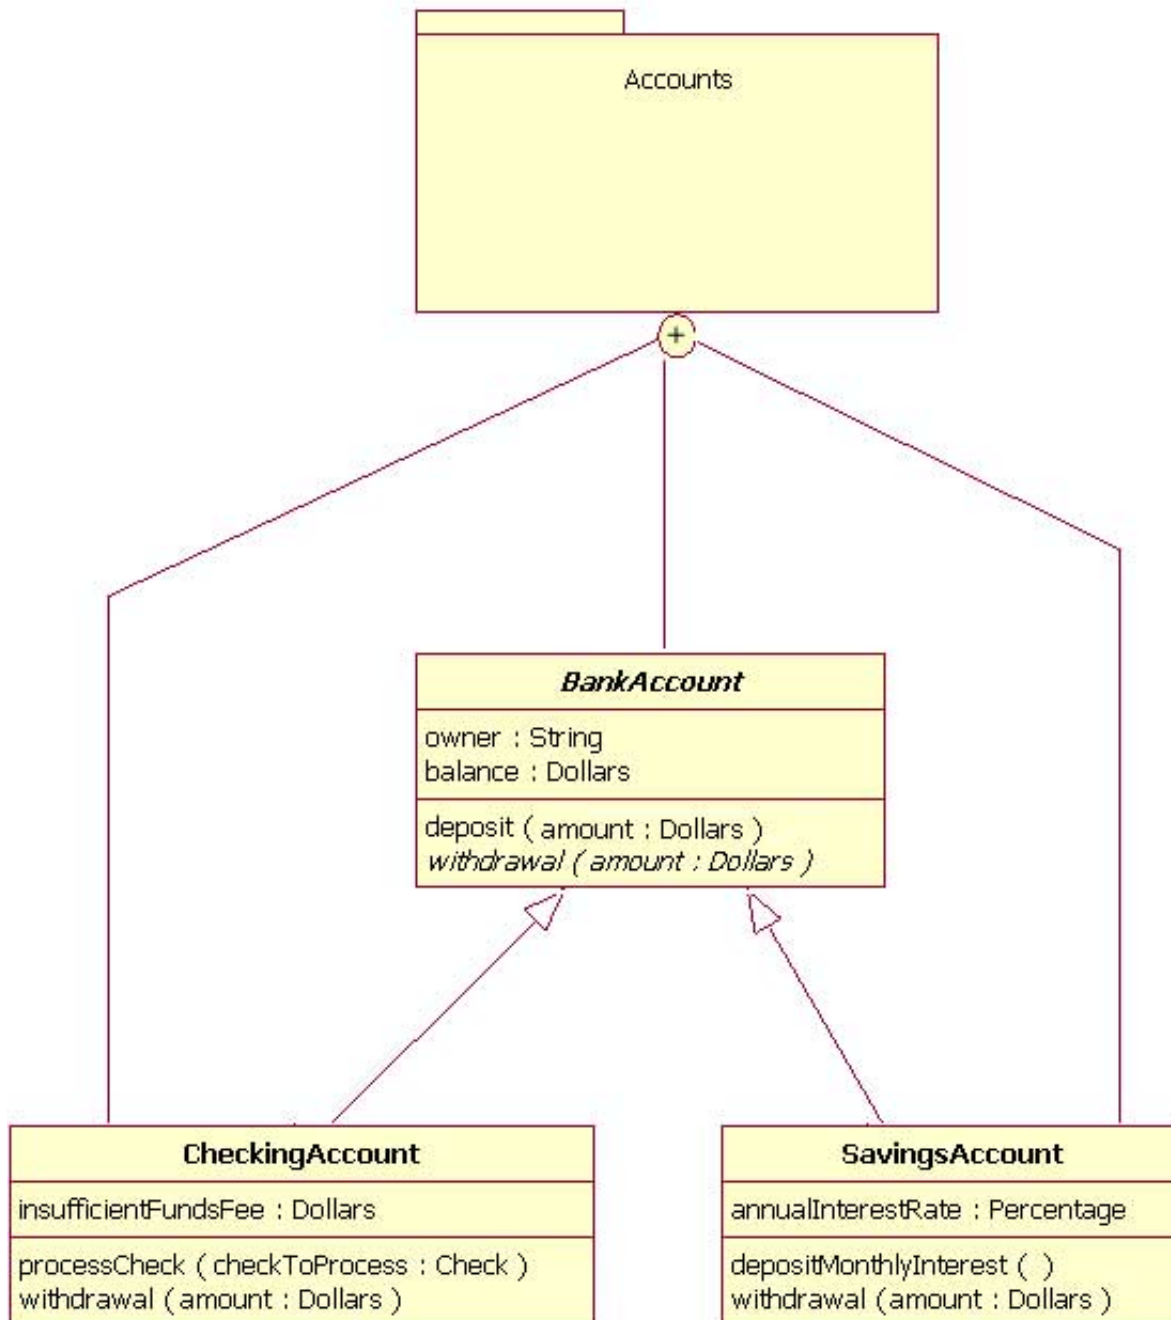 Accounts
+
BankAccount
owner : String
balance : Dollars
deposit ( amount : Dollars )
withdrawal ( amount : Dollars )
CheckingAccount
insufficientFundsFee : Dollars
processCheck ( checkToProcess : Check )
withdrawal ( amount : Dollars )
SavingsAccount
annualInterestRate : Percentage
depositMonthlyInterest ( )
withdrawal ( amount : Dollars )